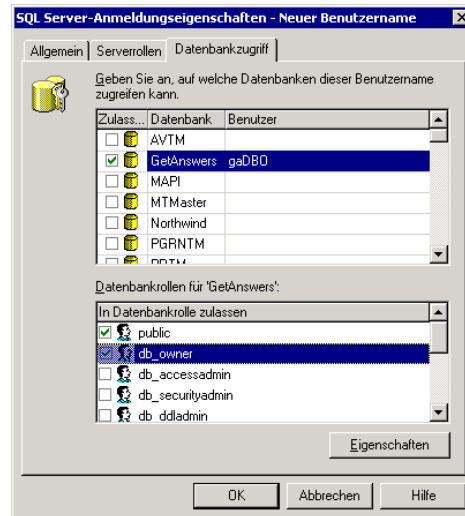 SQL Server-Anmeldungseigenschaften - Neuer Benutzername
Allgemein Serverrollen Datenbankzugriff
Geben Sie an, auf welche Datenbanken dieser Benutzername
zugreifen kann.
Zulass... Datenbank Benutzer
AVTM
GetAnswers gaDBO
MAPI
MTMaster
Northwind
PGRNTM
Datenbankrollen für 'GetAnswers':
In Datenbankrolle zulassen
public
db_owner
db_accessadmin
db_securityadmin
db_ddladmin
Eigenschaften
OK Abbrechen Hilfe